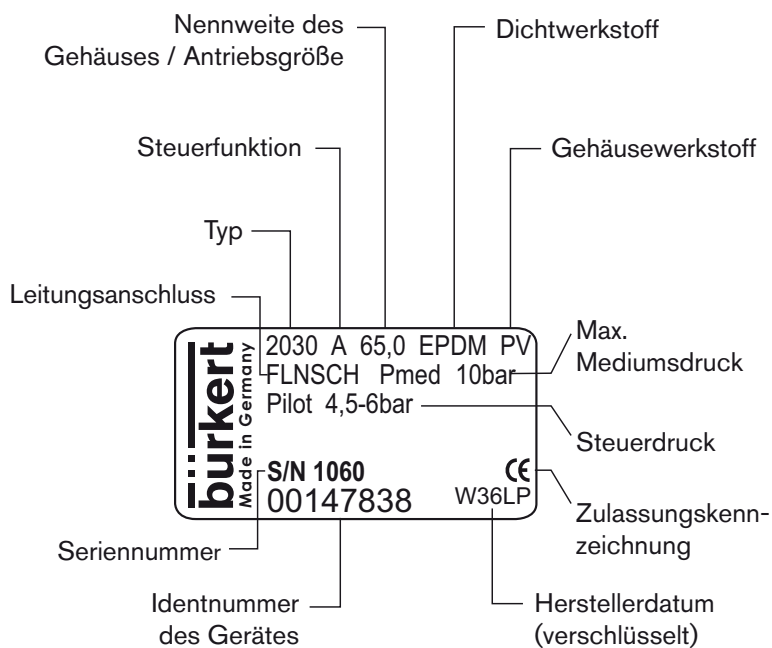 Nennweite des
Gehäuses / Antriebsgröße
Dichtwerkstoff
Steuerfunktion
Gehäusewerkstoff
Typ
Leitungsanschluss
Max.
Mediumsdruck
bürkert
Made in Germany
2030 A 65,0 EPDM PV
FLNSCH Pmed 10bar
Pilot 4,5-6bar
Steuerdruck
S/N 1060 CE
00147838 W36LP
Zulassungskenn-
zeichnung
Seriennummer
Identnummer
des Gerätes
Herstellerdatum
(verschlüsselt)